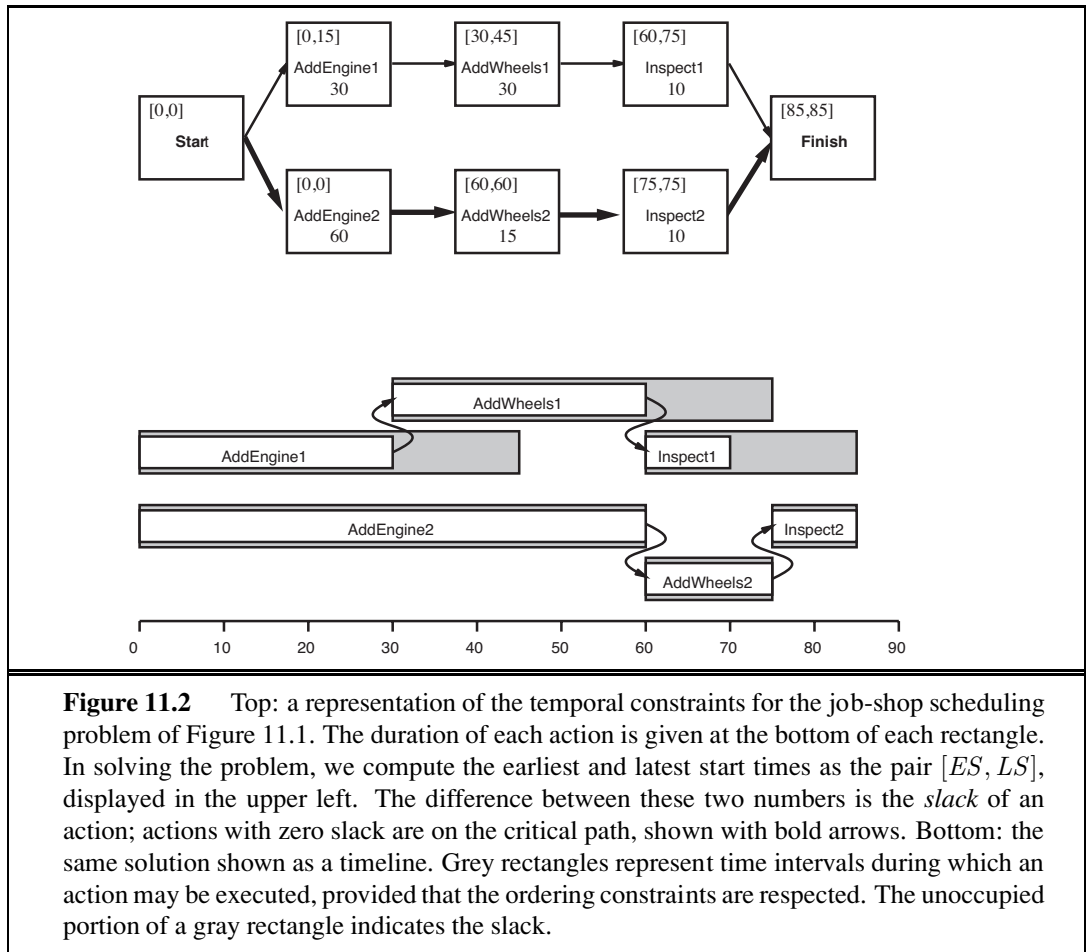 [0,15]
AddEngine1
30
[30,45]
AddWheels1
30
[60,75]
Inspect1
10
[0,0]
Start
[85,85]
Finish
[0,0]
AddEngine2
60
[60,60]
AddWheels2
15
[75,75]
Inspect2
10
AddWheels1
AddEngine1
Inspect1
AddEngine2
Inspect2
AddWheels2
0 10 20 30 40 50 60 70 80 90
Figure 11.2 Top: a representation of the temporal constraints for the job-shop scheduling
problem of Figure 11.1. The duration of each action is given at the bottom of each rectangle.
In solving the problem, we compute the earliest and latest start times as the pair [ES, LS],
displayed in the upper left. The difference between these two numbers is the slack of an
action; actions with zero slack are on the critical path, shown with bold arrows. Bottom: the
same solution shown as a timeline. Grey rectangles represent time intervals during which an
action may be executed, provided that the ordering constraints are respected. The unoccupied
portion of a gray rectangle indicates the slack.